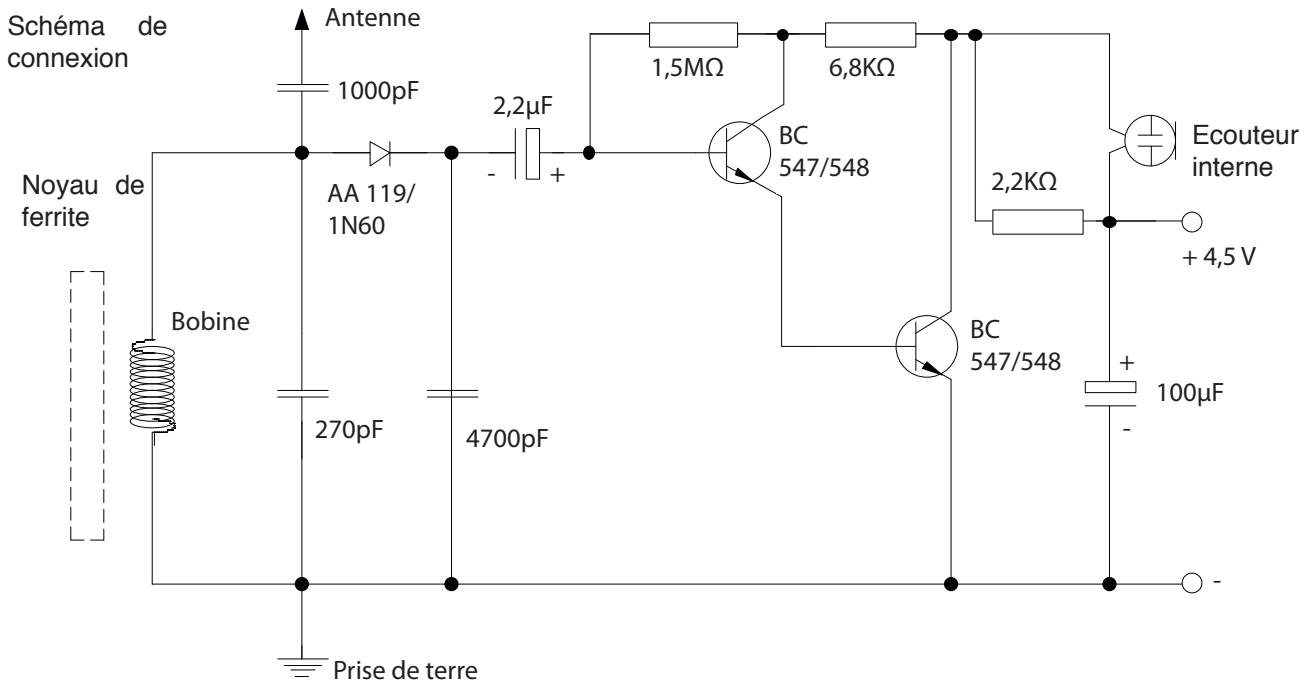 Schéma de
connexion
Antenne
1000pF
2,2µF
- +
1,5MΩ
6,8KΩ
BC
547/548
Ecouteur
interne
Noyau de
ferrite
AA 119/
1N60
2,2KΩ
+ 4,5 V
Bobine
BC
547/548
270pF
4700pF
+
100µF
-
-
Prise de terre